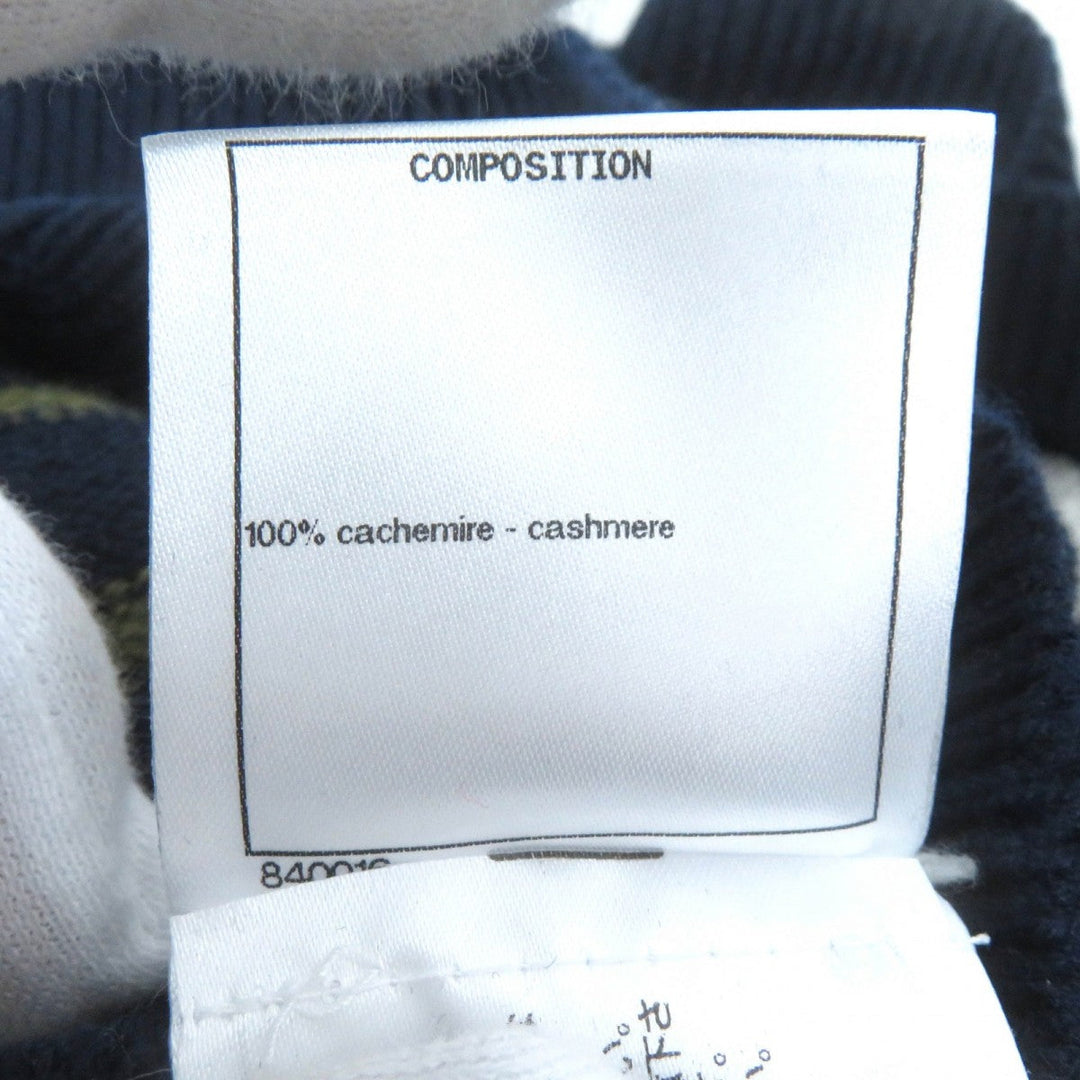 COMPOSITION
100% cachemire - cashmere